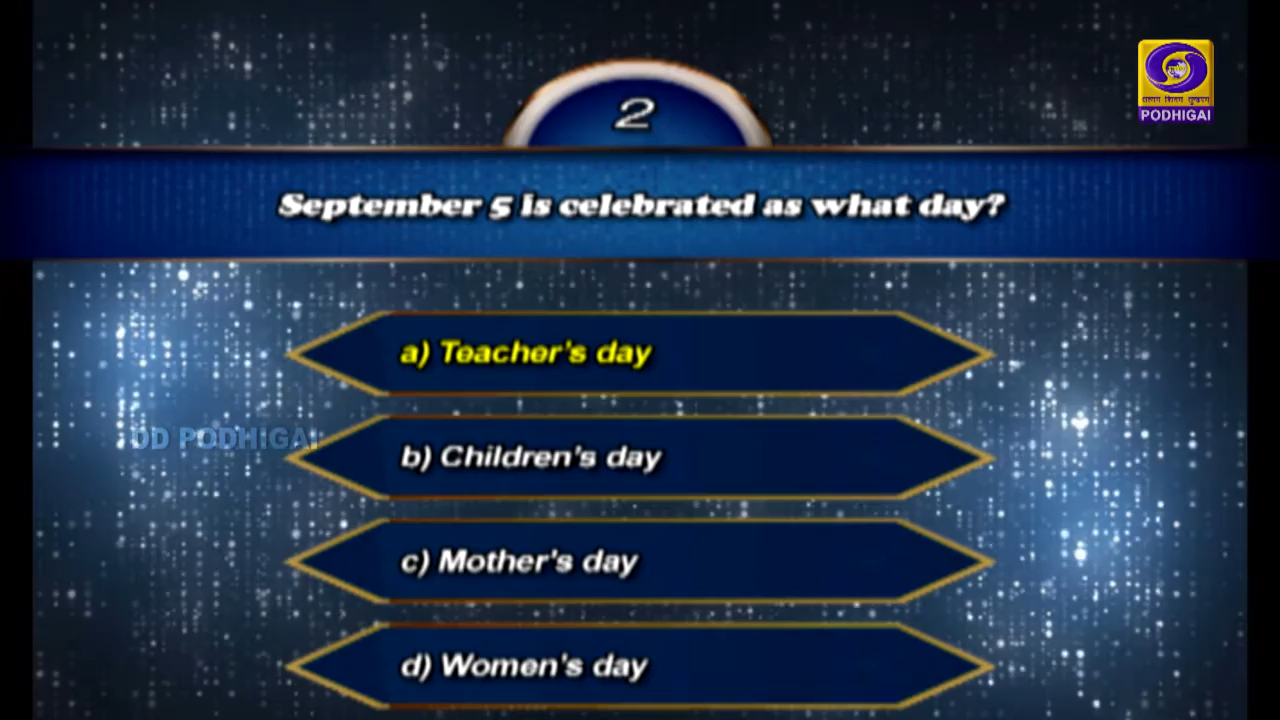 2
PODHIGAI
September 5 is celebrated as what day?
a) Teacher's day
DD PODHIGAI
b) Children's day
c) Mother's day
d) Women's day